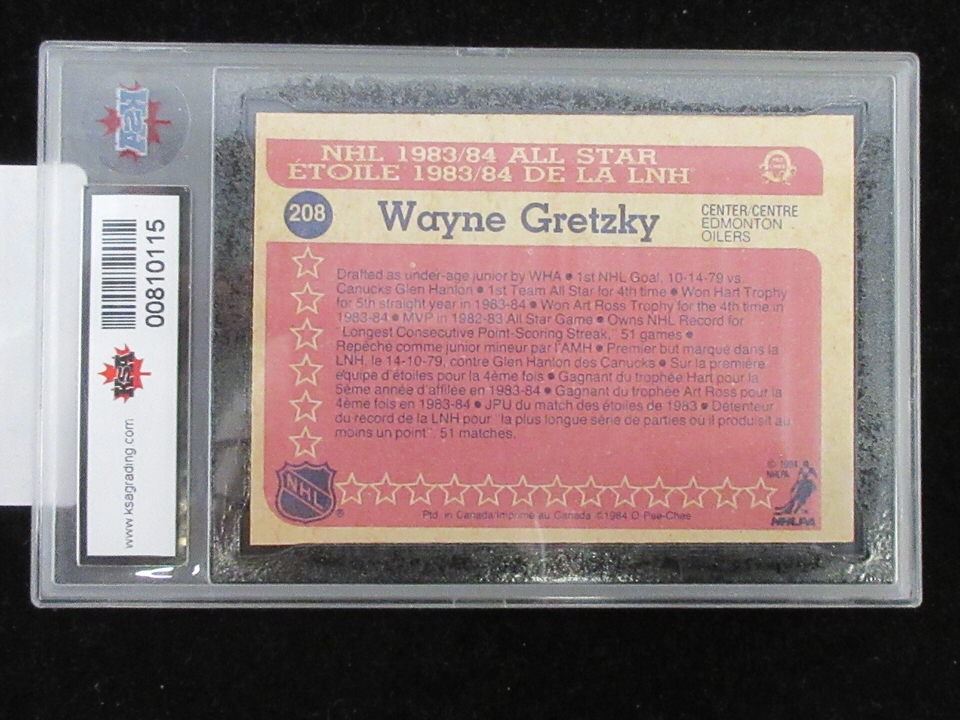 KSA
00810115
KSA
www.ksagrading.com
NHL 1983/84 ALL STAR
ÉTOILE 1983/84 DE LA LNH
208
Wayne Gretzky
CENTER/CENTRE
EDMONTON
OILERS
Drafted as under-age junior by WHA • 1st NHL Goal, 10-14-79 vs.
Canucks Glen Hanlon • 1st Team All Star for 4th time • Won Hart Trophy
for 5th straight year in 1983-84 • Won Art Ross Trophy for the 4th time in
1983-84 • MVP in 1982-83 All Star Game • Owns NHL Record for
"Longest Consecutive Point-Scoring Streak," 51 games •
Repêché comme junior mineur par l'AMH • Premier but marqué dans la
LNH, le 14-10-79, contre Glen Hanlon des Canucks • Sur la première
équipe d'étoiles pour la 4ème fois • Gagnant du trophée Hart pour la
5ème année d'affilée en 1983-84 • Gagnant du trophée Art Ross pour la
4ème fois en 1983-84 • JPU du match des étoiles de 1983 • Détenteur
du record de la LNH pour "la plus longue série de parties où il produisit au
moins un point". 51 matches.
NHL
®
© 1984
NHLPA
NHLPA
Ptd. in Canada/Imprimé au Canada ©1984 O-Pee-Chee